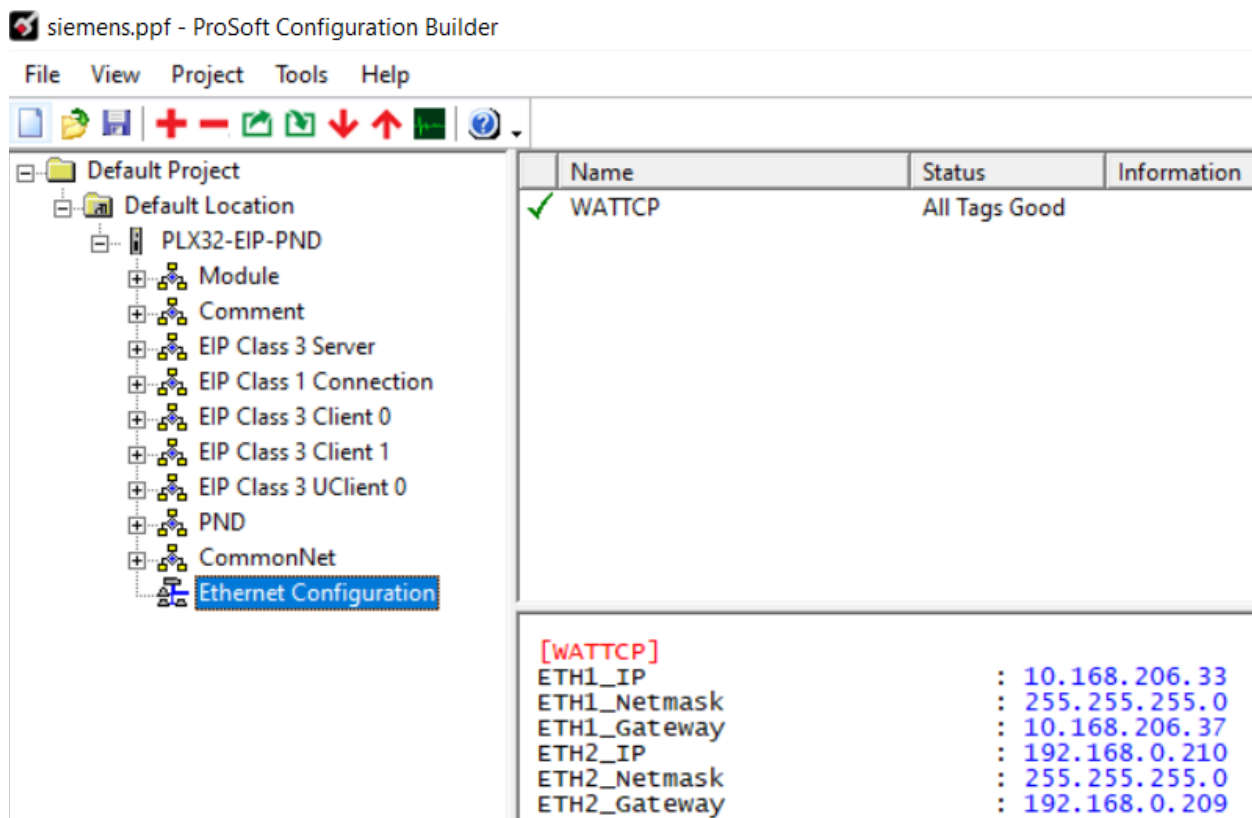 siemens.ppf - ProSoft Configuration Builder
File View Project Tools Help
Default Project
Default Location
PLX32-EIP-PND
Module
Comment
EIP Class 3 Server
EIP Class 1 Connection
EIP Class 3 Client 0
EIP Class 3 Client 1
EIP Class 3 UClient 0
PND
CommonNet
Ethernet Configuration
Name Status Information
WATTCP All Tags Good
[WATTCP]
ETH1_IP : 10.168.206.33
ETH1_Netmask : 255.255.255.0
ETH1_Gateway : 10.168.206.37
ETH2_IP : 192.168.0.210
ETH2_Netmask : 255.255.255.0
ETH2_Gateway : 192.168.0.209